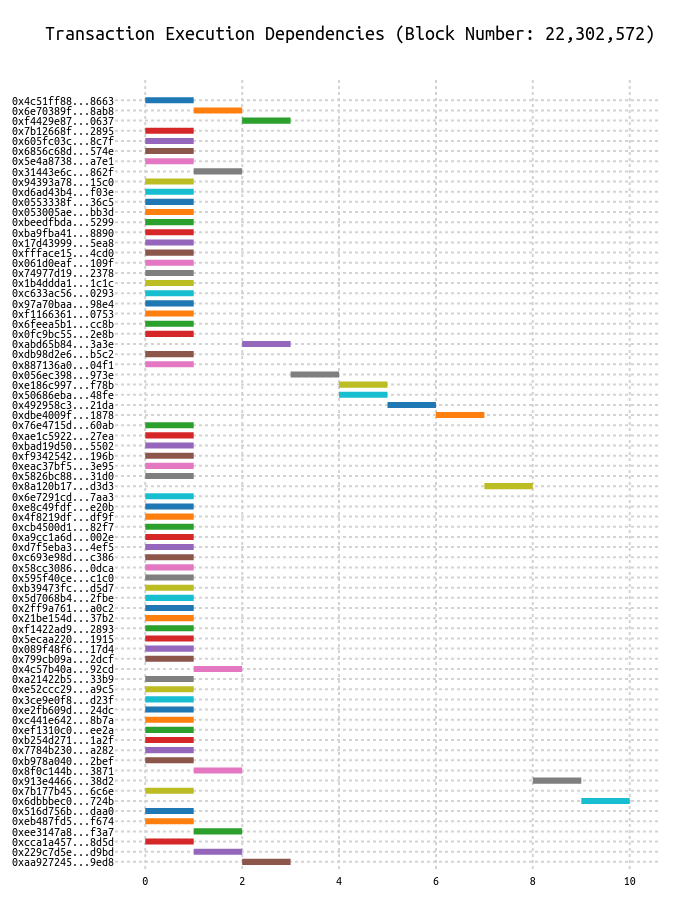 Transaction Execution Dependencies (Block Number: 22,302,572)
0x4c51ff88...8663
0x6e70389f...8ab8
0xf4429e87...0637
0x7b12668f...2895
0x605fc03c...8c7f
0x6856c68d...574e
0x5e4a8738...a7e1
0x31443e6c...862f
0x94393a78...15c0
0xd6ad43b4...f03e
0x0553338f...36c5
0x053005ae...bb3d
0xbeedfbda...5299
0xba9fba41...8890
0x17d43999...5ea8
0xffface15...4cd0
0x061d0eaf...109f
0x74977d19...2378
0x1b4ddda1...1c1c
0xc633ac56...0293
0x97a70baa...98e4
0xf1166361...0753
0x6feea5b1...cc8b
0x0fc9bc55...2e8b
0xabd65b84...3a3e
0xdb98d2e6...b5c2
0x887136a0...04f1
0x056ec398...973e
0xe186c997...f78b
0x50686eba...48fe
0x492958c3...21da
0xdbe4009f...1878
0x76e4715d...60ab
0xae1c5922...27ea
0xbad19d50...5502
0xf9342542...196b
0xeac37bf5...3e95
0x5826bc88...31d0
0x8a120b17...d3d3
0x6e7291cd...7aa3
0xe8c49fdf...e20b
0x4f8219df...df9f
0xcb4500d1...82f7
0xa9cc1a6d...002e
0xd7f5eba3...4ef5
0xc693e98d...c386
0x58cc3086...0dca
0x595f40ce...c1c0
0xb39473fc...d5d7
0x5d7068b4...2fbe
0x2ff9a761...a0c2
0x21be154d...37b2
0xf1422ad9...2893
0x5ecaa220...1915
0x089f48f6...17d4
0x799cb09a...2dcf
0x4c57b40a...92cd
0xa21422b5...33b9
0xe52ccc29...a9c5
0x3ce9e0f8...d23f
0xe2fb609d...24dc
0xc441e642...8b7a
0xef1310c0...ee2a
0xb254d271...1a2f
0x7784b230...a282
0xb978a040...2bef
0x8f0c144b...3871
0x913e4466...38d2
0x7b177b45...6c6e
0x6dbbbec0...724b
0x516d756b...daa0
0xeb487fd5...f674
0xee3147a8...f3a7
0xcca1a457...8d5d
0x229c7d5e...d9bd
0xaa927245...9ed8
0 2 4 6 8 10